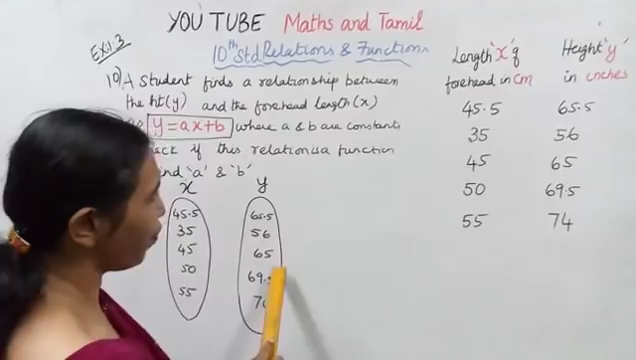 YOU TUBE Maths and Tamil
Ex:1.3
10th std Relations & Functions
10) A student finds a relationship between
the ht(y) and the forehead length (x)
y = ax+b where a & b are constants
if this relation is a function
'a' & 'b'
x y
45.5 65.5
35 56
45 65
50 69.5
55
Length 'x' of Height 'y'
forehead in cm in inches
45.5 65.5
35 56
45 65
50 69.5
55 74